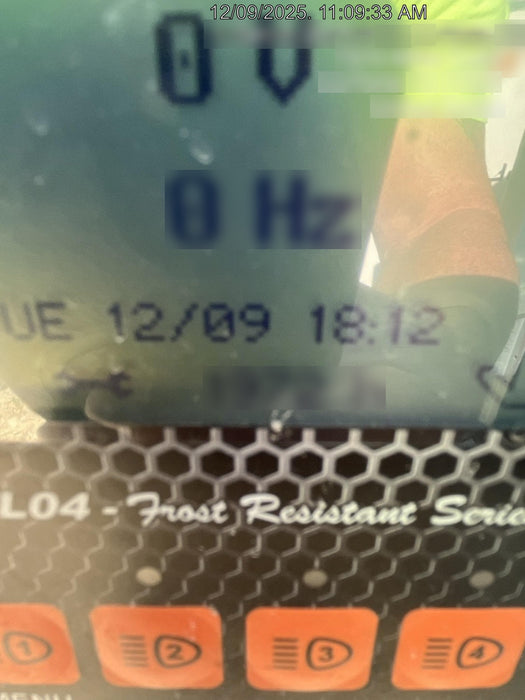 12/09/2025. 11:09:33 AM
0 V
0 Hz
UE 12/09 18:12
L04 - Frost Resistant Serie
1
2
3
4
MENU